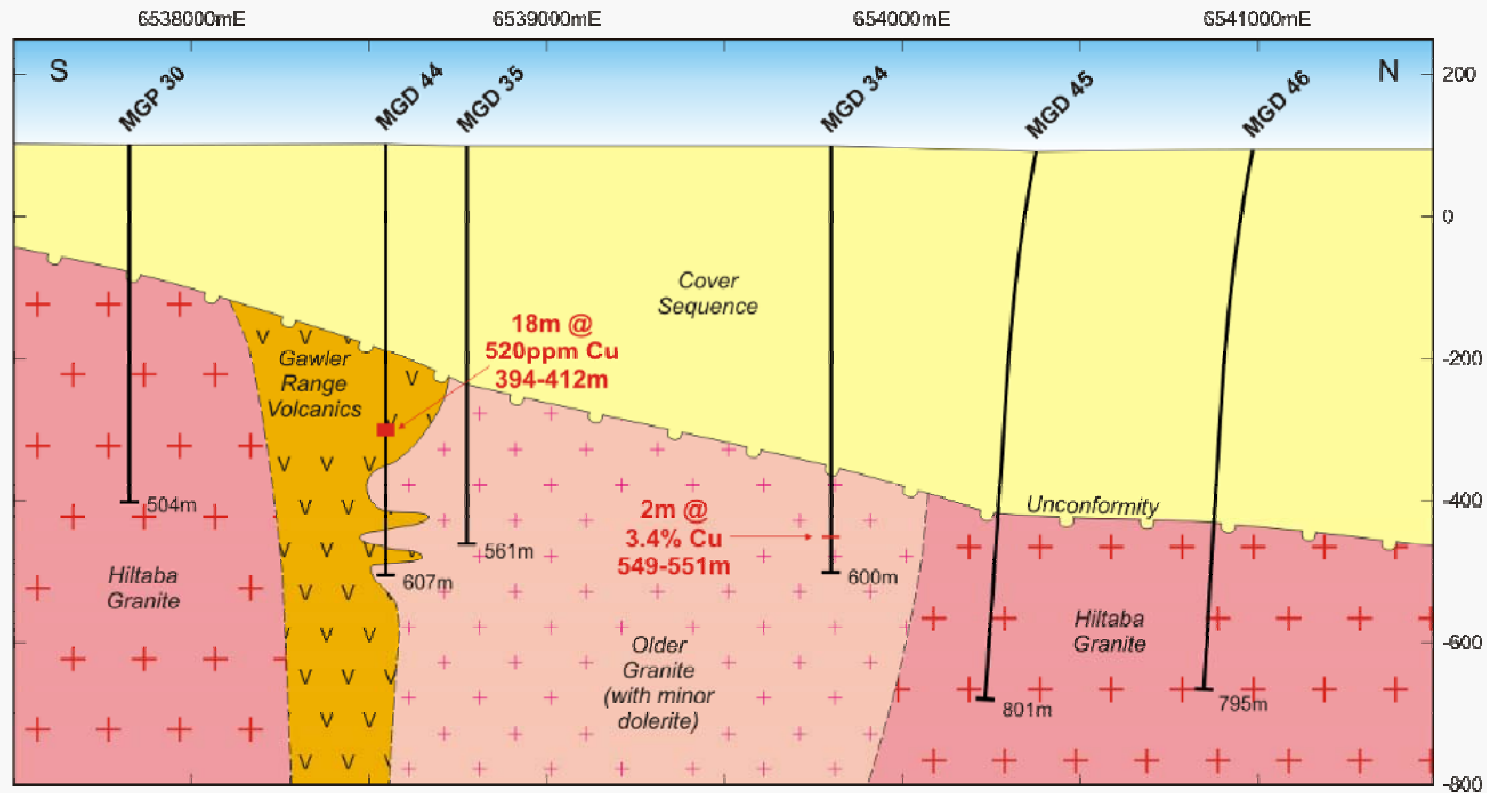 6538000mE
6539000mE
654000mE
6541000mE
S
N
MGP 30
MGD 44
MGD 35
MGD 34
MGD 45
MGD 46
200
0
-200
-400
-600
-800
Cover
Sequence
18m @
520ppm Cu
394-412m
Gawler
Range
Volcanics
504m
Unconformity
2m @
3.4% Cu
549-551m
561m
607m
600m
Hiltaba
Granite
Hiltaba
Granite
Older
Granite
(with minor
dolerite)
801m
795m